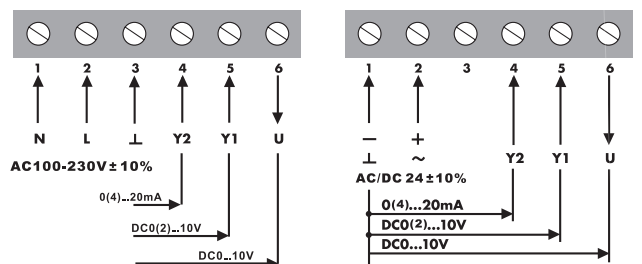 1 2 3 4 5 6
N L ⊥ Y2 Y1 U
AC100-230V±10%
0(4)...20mA
DC0(2)...10V
DC0...10V
1 2 3 4 5 6
− +
⊥ ~ Y2 Y1 U
AC/DC 24±10%
0(4)...20mA
DC0(2)...10V
DC0...10V